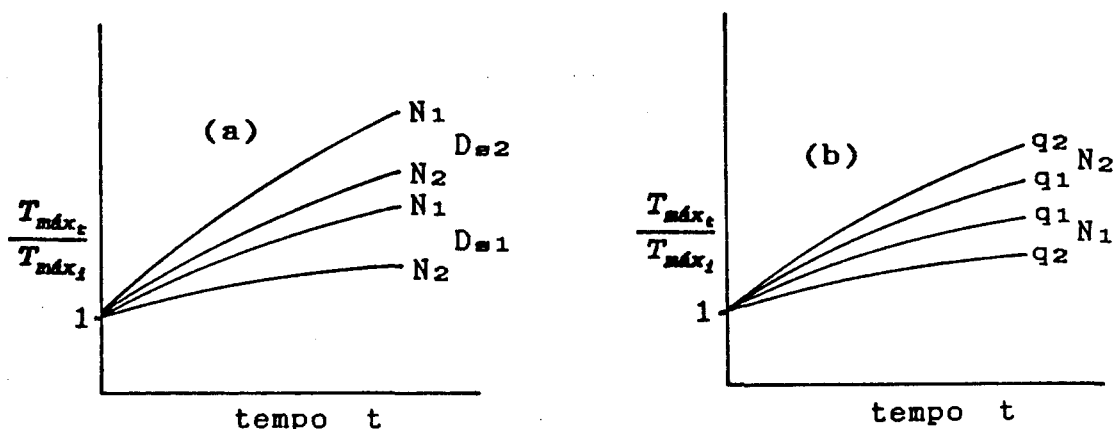 (a)
N1
Ds2
N2
N1
Ds1
N2
Tmáxt
Tmáxi
1
tempo t
(b)
q2
N2
q1
q1
N1
q2
Tmáxt
Tmáxi
1
tempo t